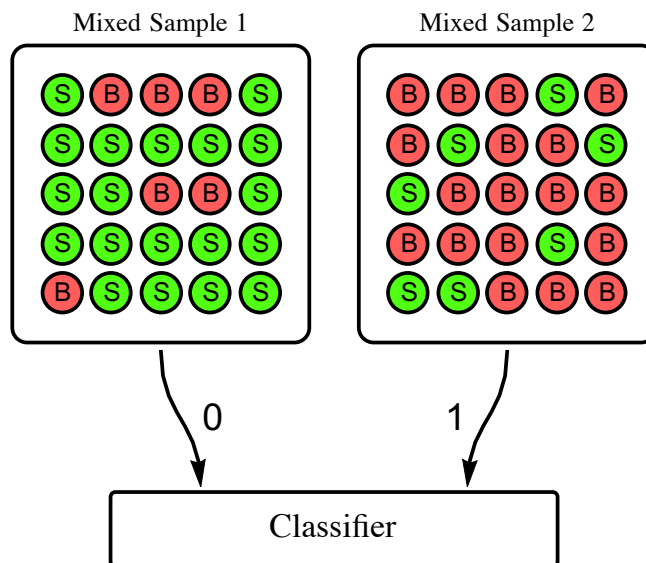 Mixed Sample 1 Mixed Sample 2
S B B B S B B B S B
S S S S S B S B B S
S S B B S S B B B B
S S S S S B B B S B
B S S S S S S B B B
0 1
Classifier